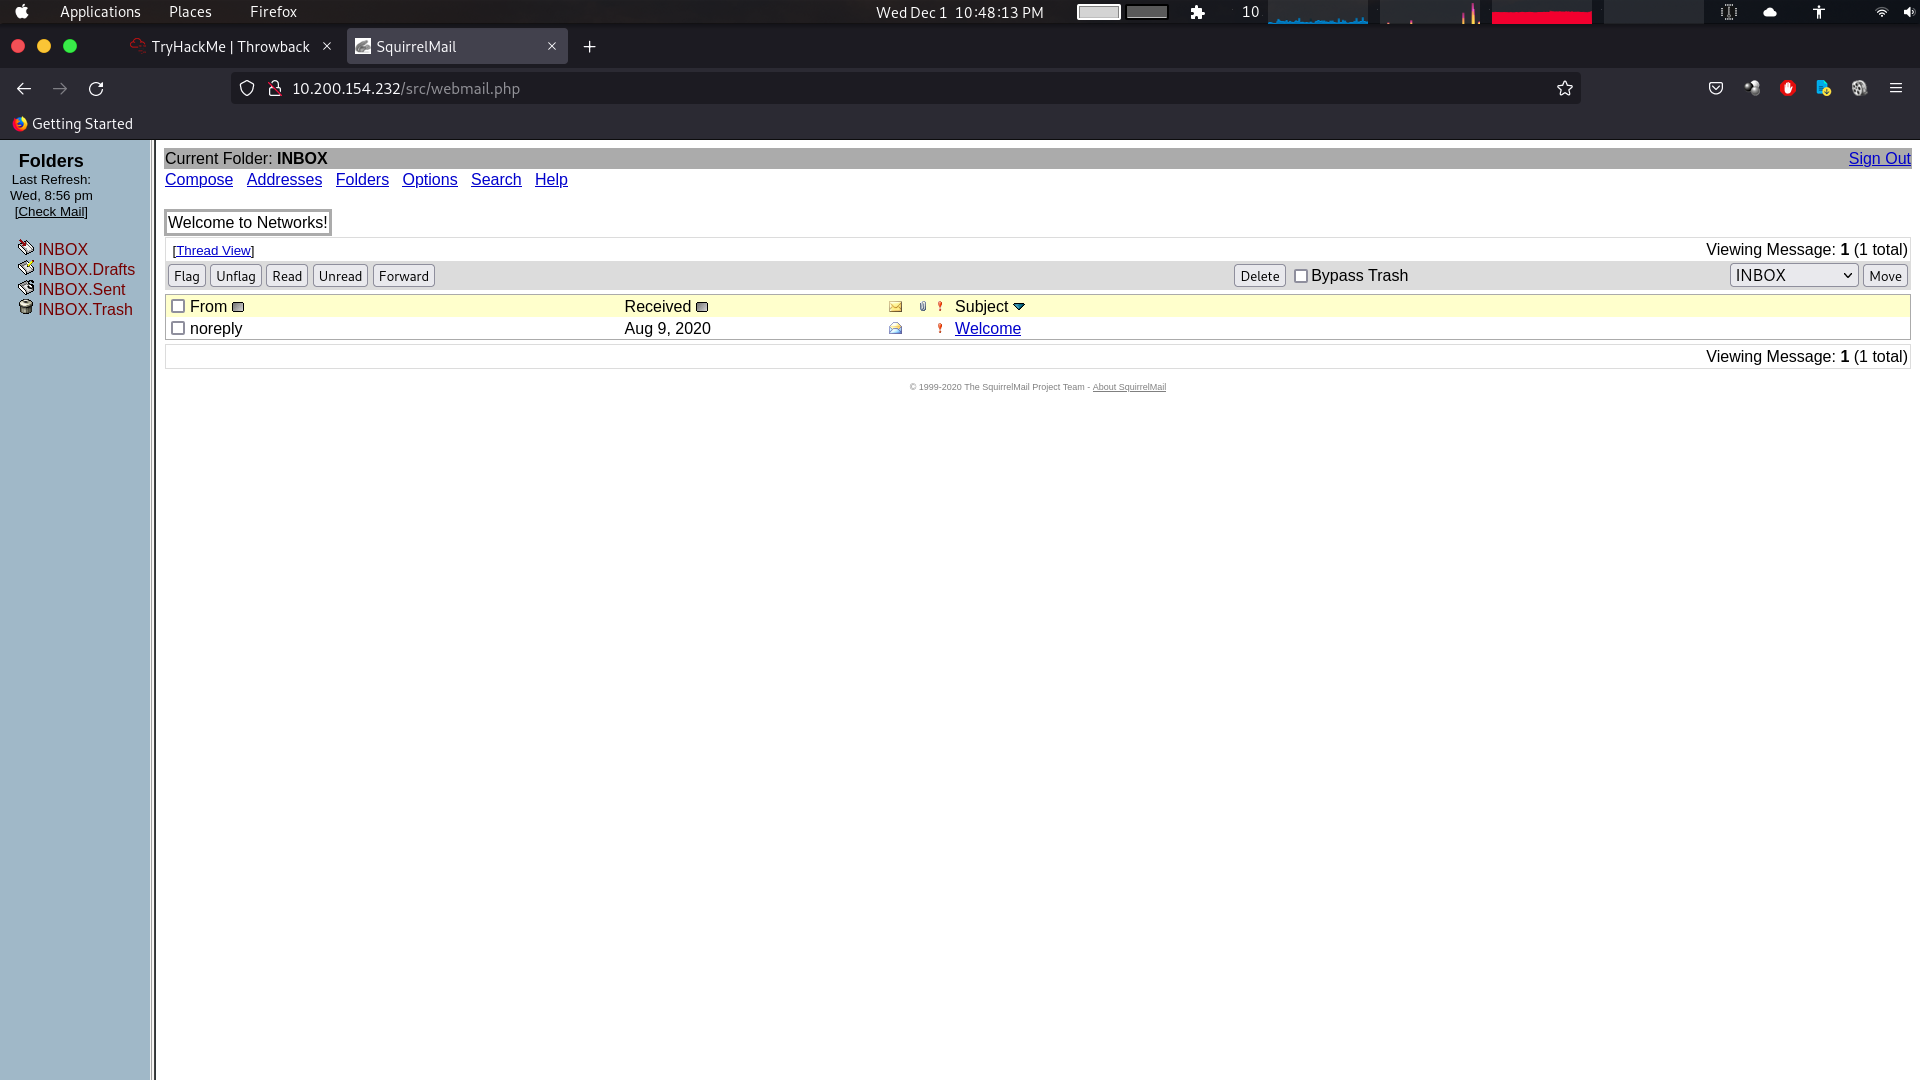 Applications Places Firefox Wed Dec 1 10:48:13 PM 10
TryHackMe | Throwback SquirrelMail
10.200.154.232/src/webmail.php
Getting Started
Folders
Last Refresh:
Wed, 8:56 pm
[Check Mail]
INBOX
INBOX.Drafts
INBOX.Sent
INBOX.Trash
Current Folder: INBOX Sign Out
Compose Addresses Folders Options Search Help
Welcome to Networks!
[Thread View] Viewing Message: 1 (1 total)
Flag Unflag Read Unread Forward Delete Bypass Trash INBOX Move
From Received Subject
noreply Aug 9, 2020 Welcome
Viewing Message: 1 (1 total)
© 1999-2020 The SquirrelMail Project Team - About SquirrelMail